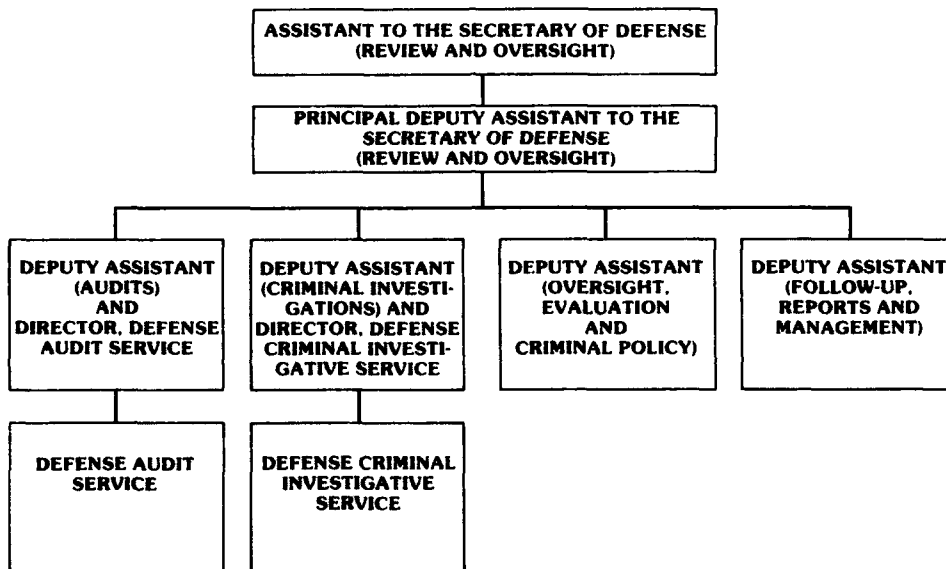 ASSISTANT TO THE SECRETARY OF DEFENSE
(REVIEW AND OVERSIGHT)
PRINCIPAL DEPUTY ASSISTANT TO THE
SECRETARY OF DEFENSE
(REVIEW AND OVERSIGHT)
DEPUTY ASSISTANT
(AUDITS)
AND
DIRECTOR, DEFENSE
AUDIT SERVICE
DEPUTY ASSISTANT
(CRIMINAL INVESTI-
GATIONS) AND
DIRECTOR, DEFENSE
CRIMINAL INVESTI-
GATIVE SERVICE
DEPUTY ASSISTANT
(OVERSIGHT,
EVALUATION
AND
CRIMINAL POLICY)
DEPUTY ASSISTANT
(FOLLOW-UP,
REPORTS AND
MANAGEMENT)
DEFENSE AUDIT
SERVICE
DEFENSE CRIMINAL
INVESTIGATIVE
SERVICE